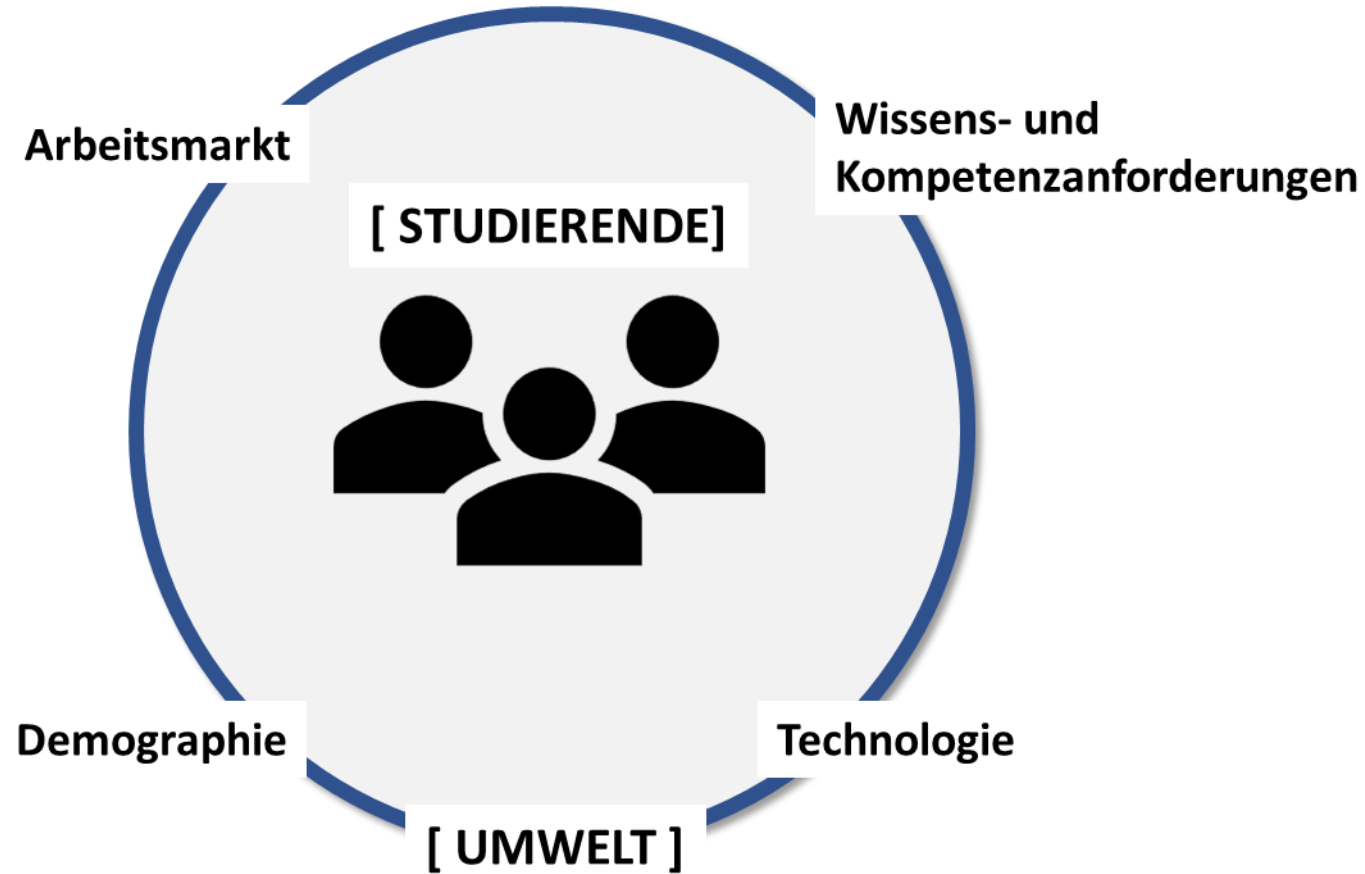 Arbeitsmarkt
Wissens- und
Kompetenzanforderungen
[ STUDIERENDE]
Demographie
Technologie
[ UMWELT ]